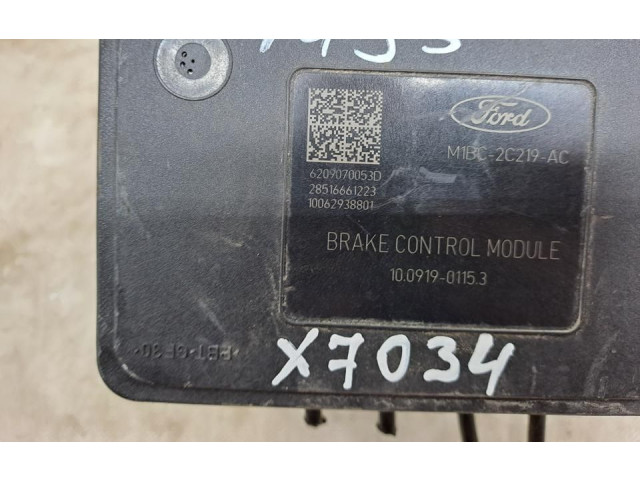 Ford
M1BC-2C219-AC
6209070053D
28516661223
10062938801
BRAKE CONTROL MODULE
10.0919-0115.3
X7034